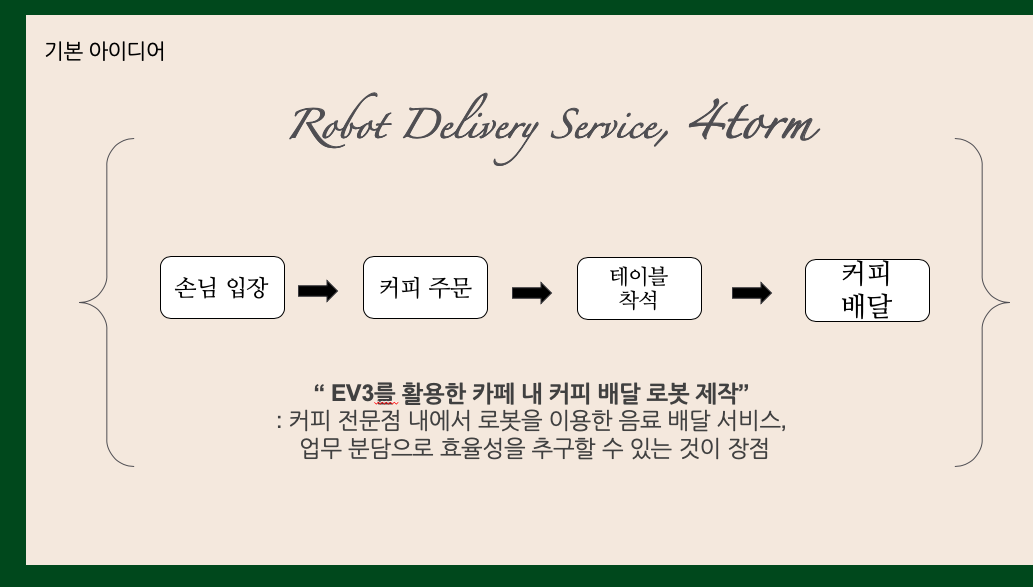 기본 아이디어
Robot Delivery Service, 4torm
손님 입장
커피 주문
테이블
착석
커피
배달
“ EV3를 활용한 카페 내 커피 배달 로봇 제작”
: 커피 전문점 내에서 로봇을 이용한 음료 배달 서비스,
업무 분담으로 효율성을 추구할 수 있는 것이 장점